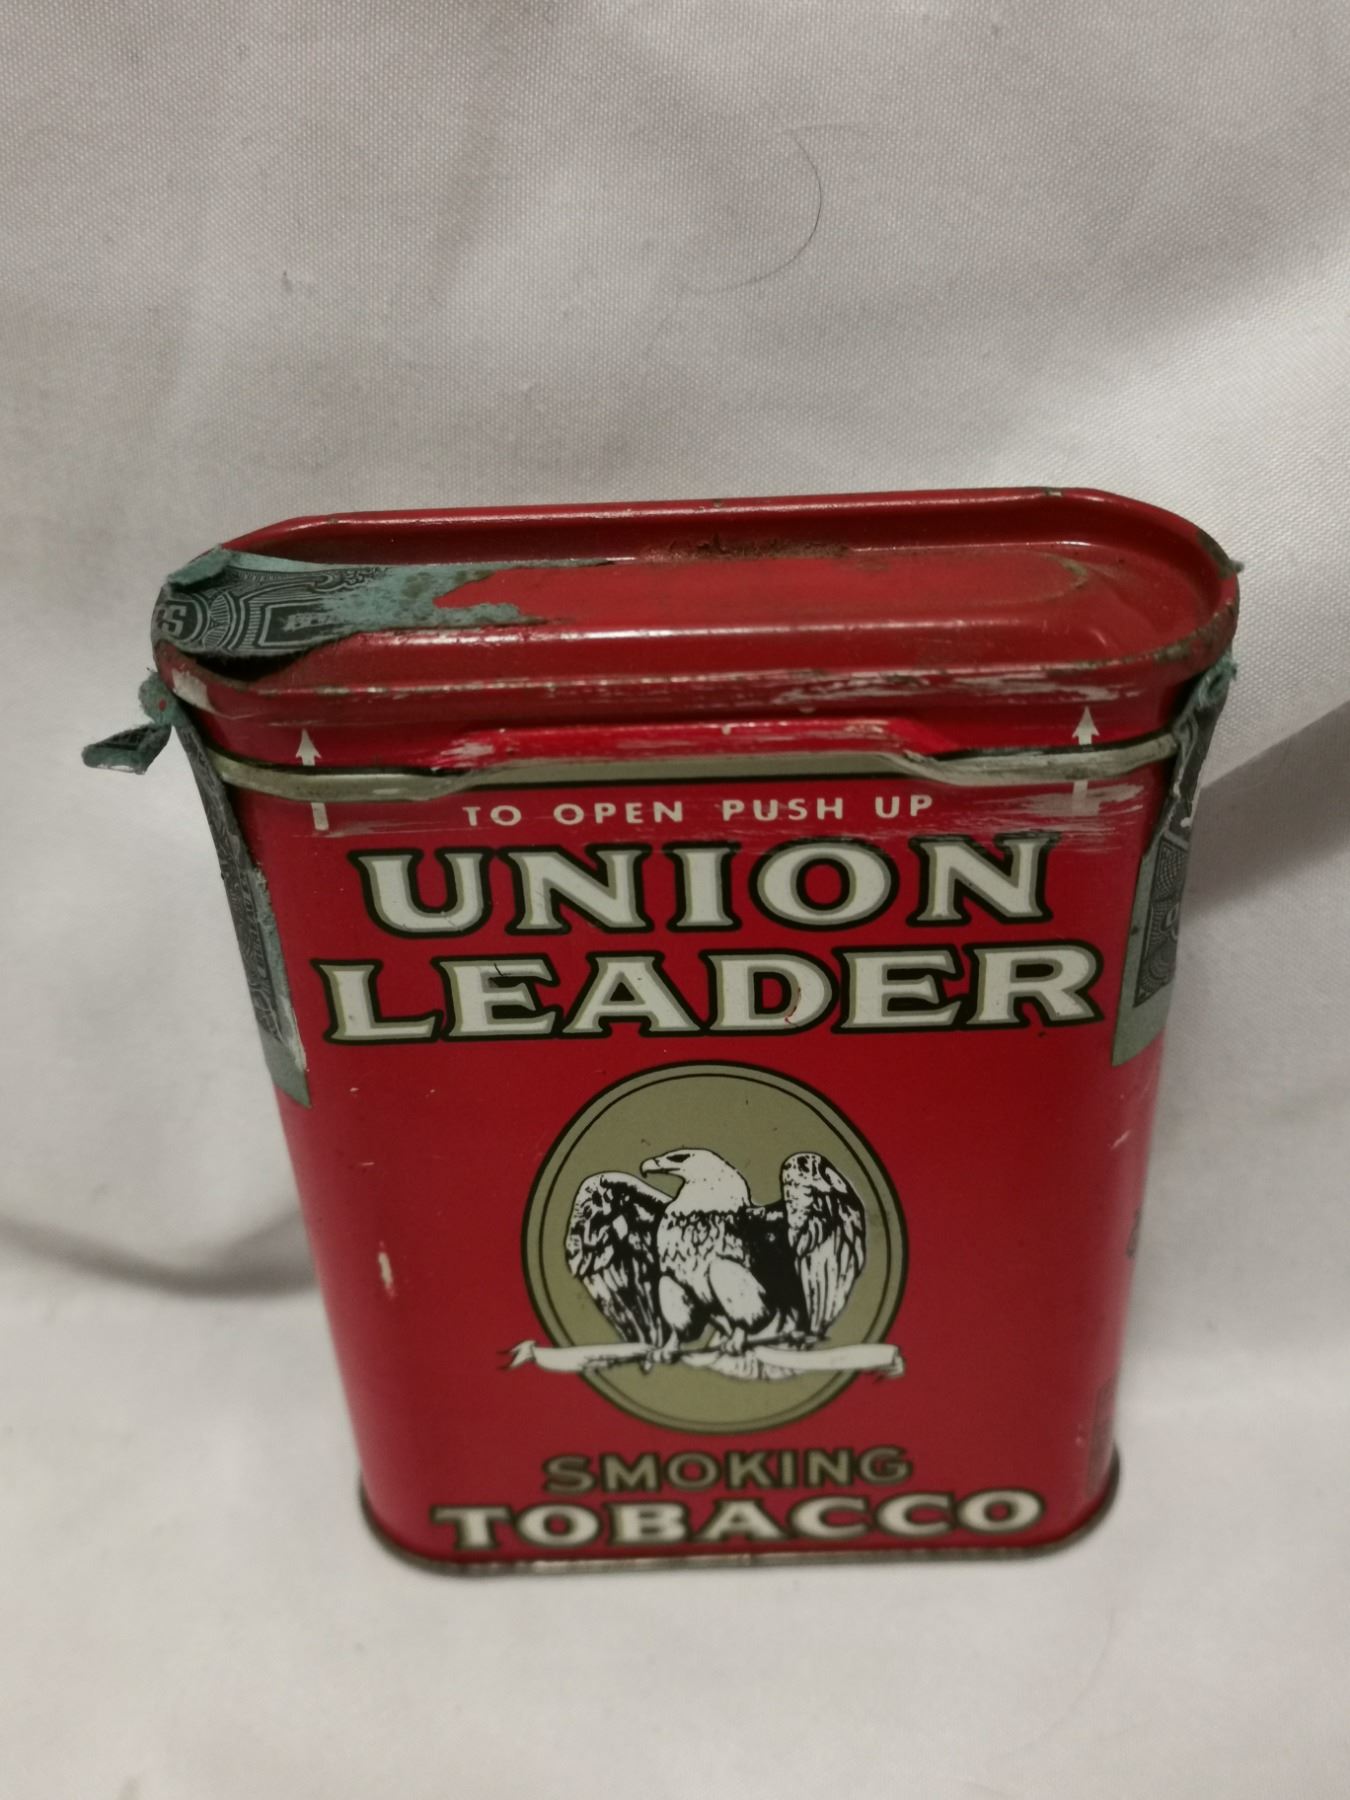 TO OPEN PUSH UP
UNION
LEADER
SMOKING
TOBACCO